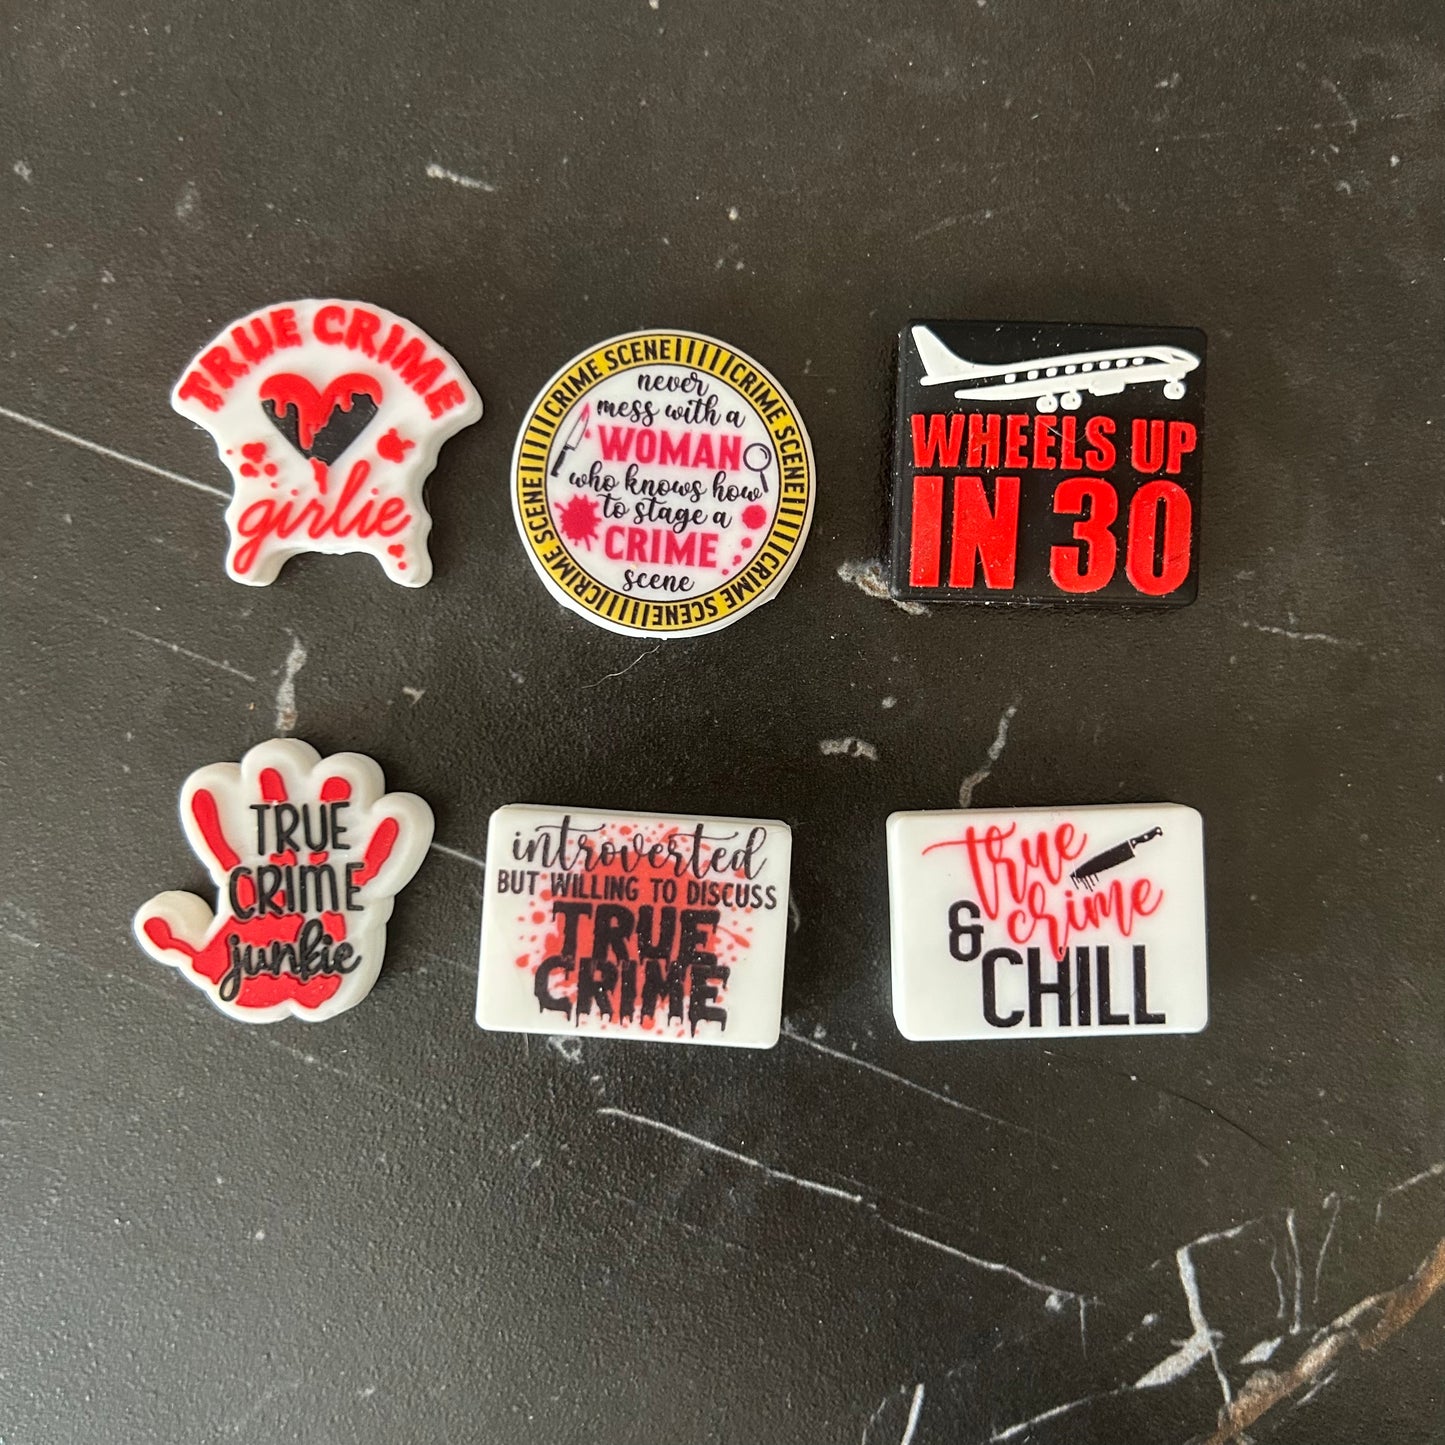 TRUE CRIME
girlie
CRIME SCENE CRIME SCENE CRIME SCENE CRIME SCENE CRIME SCENE
never
mess with a
WOMAN
who knows how
to stage a
CRIME
scene
WHEELS UP
IN 30
TRUE
CRIME
junkie
introverted
BUT WILLING TO DISCUSS
TRUE
CRIME
true
crime
&
CHILL